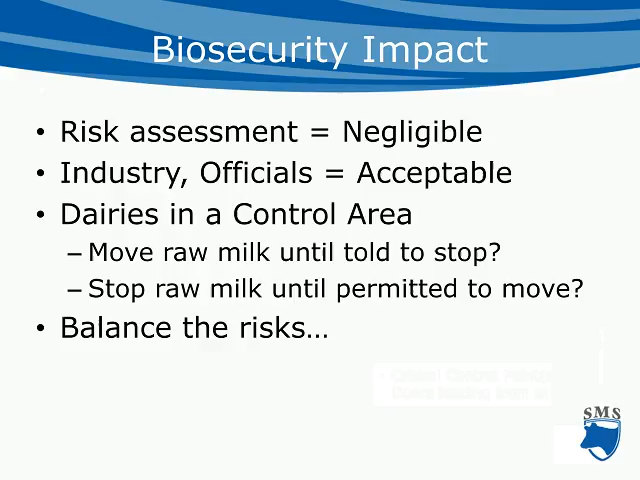 Biosecurity Impact
• Risk assessment = Negligible
• Industry, Officials = Acceptable
• Dairies in a Control Area
– Move raw milk until told to stop?
– Stop raw milk until permitted to move?
• Balance the risks…
SMS